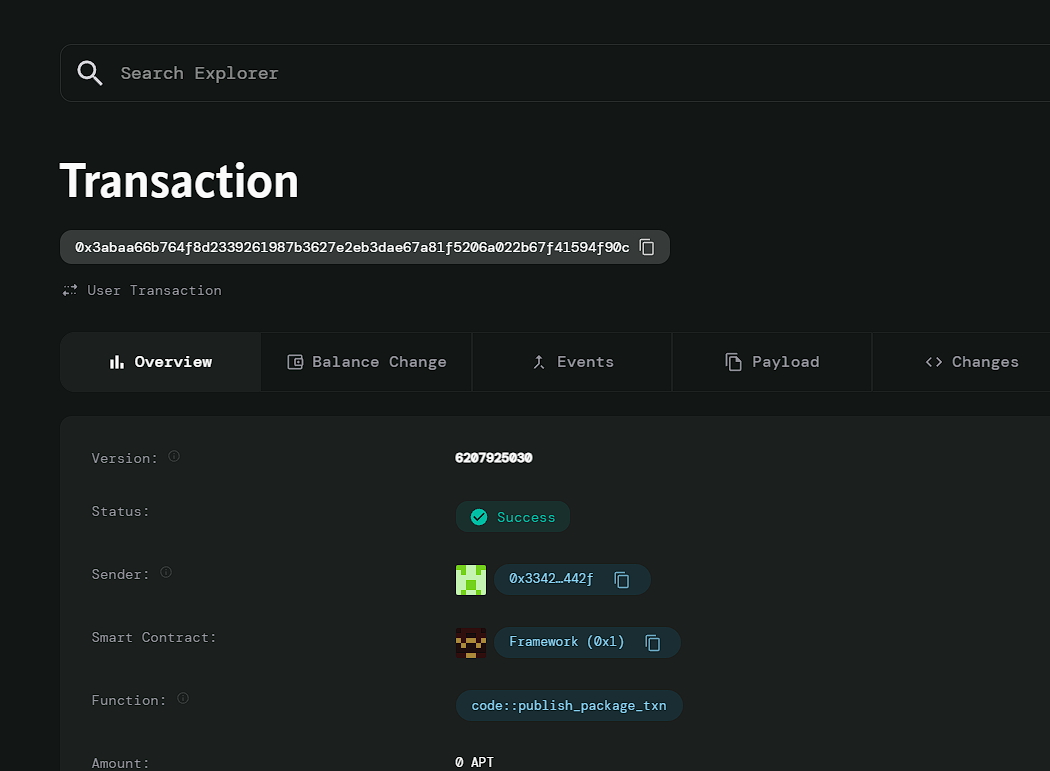 Search Explorer
Transaction
0x3abaa66b764f8d2339261987b3627e2eb3dae67a81f5206a022b67f41594f90c
User Transaction
Overview Balance Change Events Payload Changes
Version: 6207925030
Status: Success
Sender: 0x3342…442f
Smart Contract: Framework (0x1)
Function: code::publish_package_txn
Amount: 0 APT